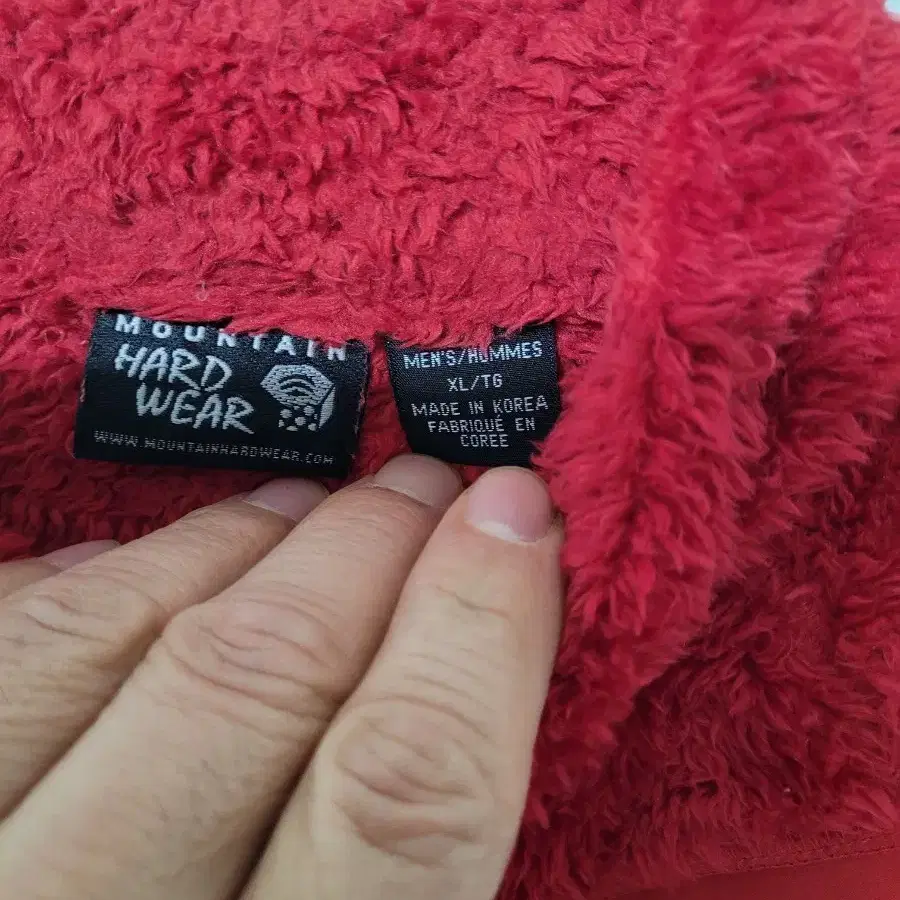 MOUNTAIN
HARD
WEAR
WWW.MOUNTAINHARDWEAR.COM
MEN'S/HOMMES
XL/TG
MADE IN KOREA
FABRIQUÉ EN
COREE